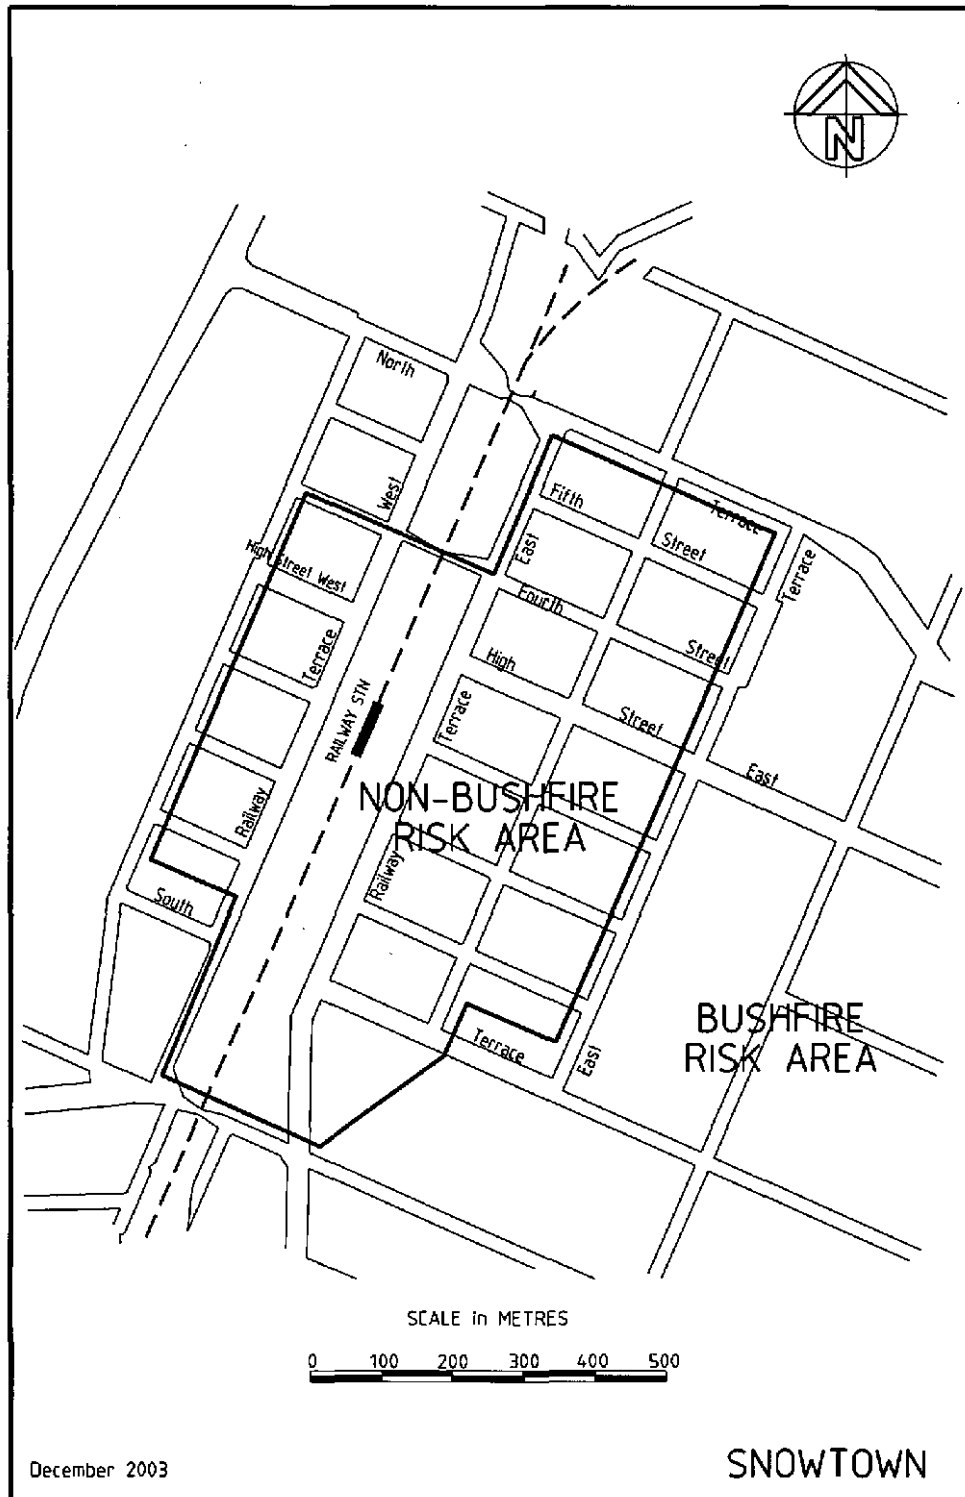 N
North
West
Fifth
Terrace
East
Street
Terrace
High Street West
Fourth
Terrace
High
Street
RAILWAY STN
Terrace
Street
East
NON-BUSHFIRE
RISK AREA
Railway
Railway
South
BUSHFIRE
RISK AREA
Terrace
East
SCALE in METRES
0 100 200 300 400 500
December 2003
SNOWTOWN